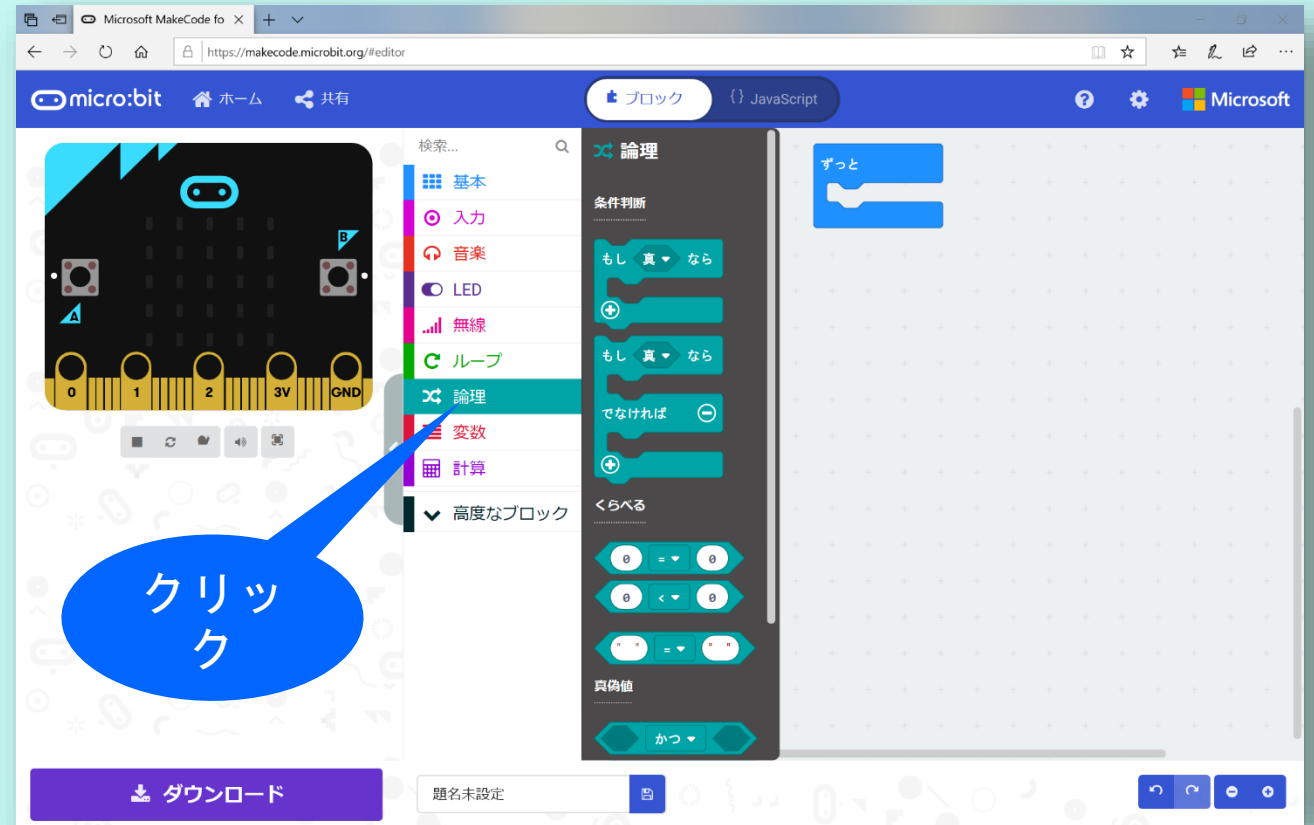 Microsoft MakeCode fo
https://makecode.microbit.org/#editor
micro:bit
ホーム
共有
ブロック
{} JavaScript
Microsoft
検索...
基本
入力
音楽
LED
無線
ループ
論理
変数
計算
高度なブロック
論理
条件判断
もし 真 なら
もし 真 なら
でなければ
くらべる
0 = 0
0 < 0
" " = " "
真偽値
かつ
ずっと
B
A
0 1 2 3V GND
クリッ
ク
ダウンロード
題名未設定